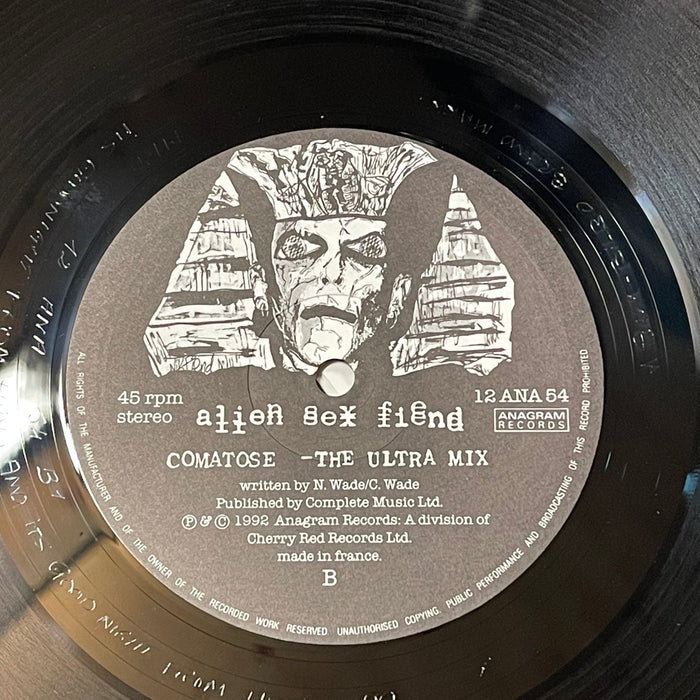 45 rpm
stereo
alien sex fiend
12 ANA 54
ANAGRAM
RECORDS
COMATOSE -THE ULTRA MIX
written by N. Wade/C. Wade
Published by Complete Music Ltd.
Ⓟ & © 1992 Anagram Records: A division of
Cherry Red Records Ltd.
made in france.
B
ALL RIGHTS OF THE MANUFACTURER AND OF THE OWNER OF THE RECORDED WORK RESERVED UNAUTHORISED COPYING, PUBLIC PERFORMANCE AND BROADCASTING OF THIS RECORD PROHIBITED